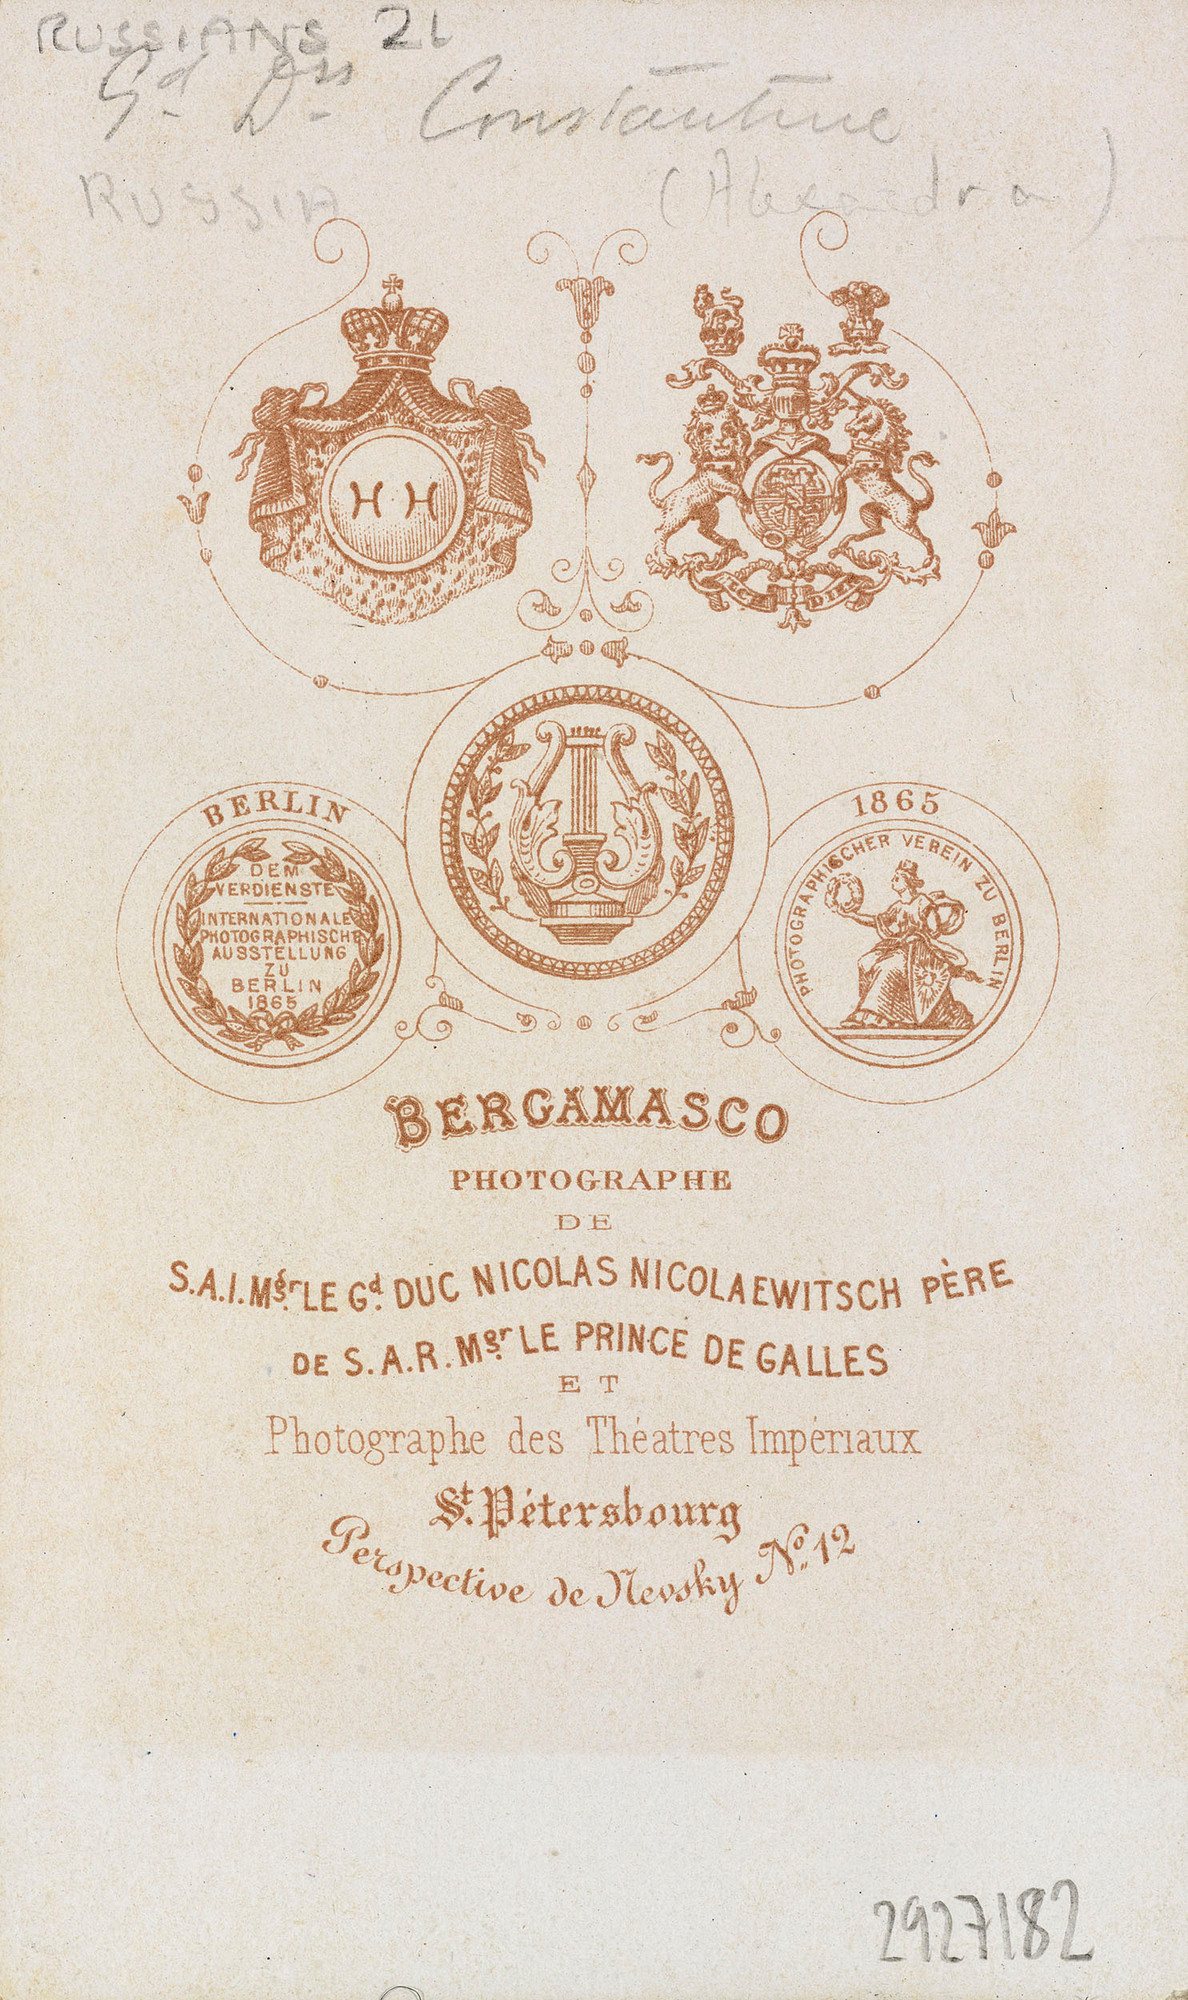 RUSSIANS 21
Gd Dss Constantine
RUSSIA
(Alexandra)
H H
ICH DIEN
BERLIN
DEM
VERDIENSTE
INTERNATIONALE
PHOTOGRAPHISCHE
AUSSTELLUNG
ZU
BERLIN
1865
1865
PHOTOGRAPHISCHER VEREIN ZU BERLIN
BERGAMASCO
PHOTOGRAPHE
DE
S.A.I. Mgr. LE Gd. DUC NICOLAS NICOLAEWITSCH PÈRE
DE S.A.R. Mgr. LE PRINCE DE GALLES
ET
Photographe des Théatres Impériaux
St. Pétersbourg
Perspective de Nevsky No. 12
2927182